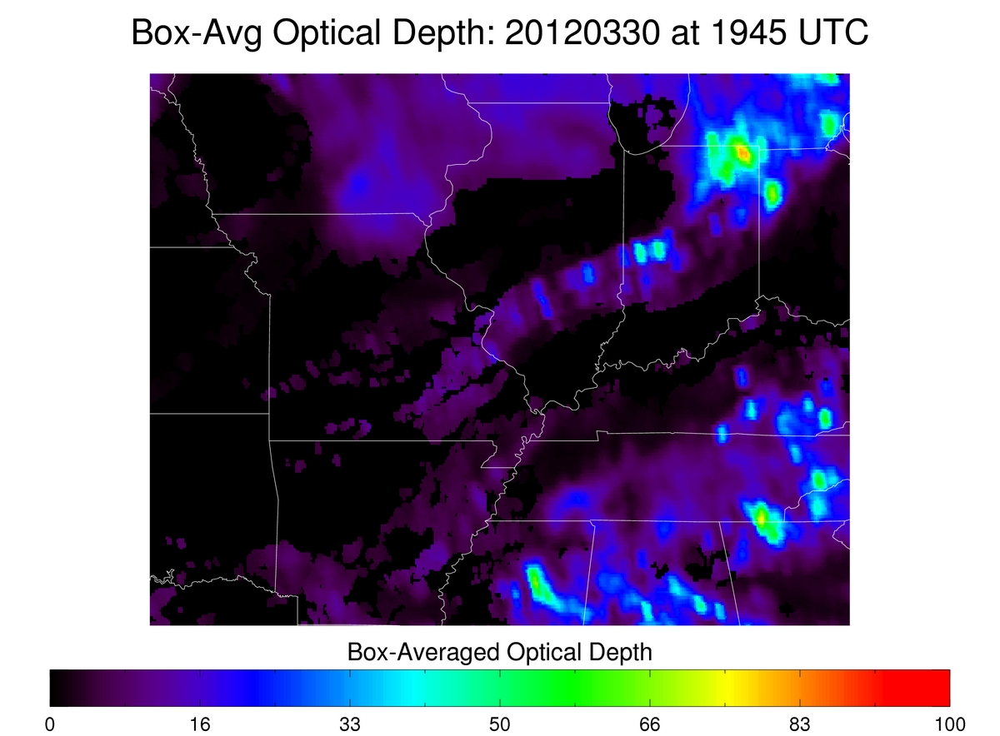 Box-Avg Optical Depth: 20120330 at 1945 UTC
Box-Averaged Optical Depth
0 16 33 50 66 83 100